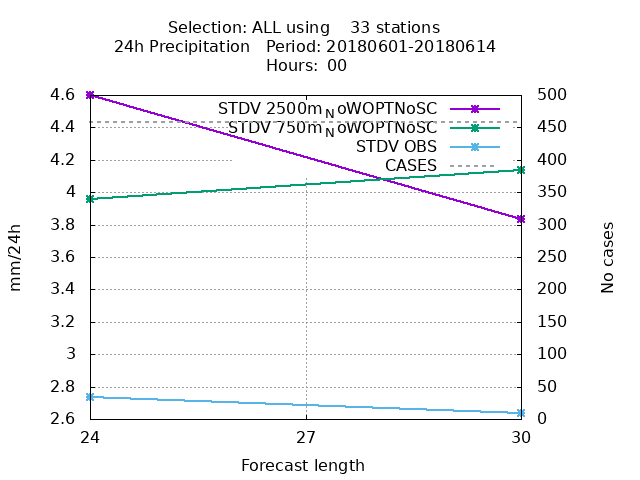 Selection: ALL using    33 stations
24h Precipitation   Period: 20180601-20180614
Hours:  00
4.6
4.4
4.2
4
3.8
3.6
3.4
3.2
3
2.8
2.6
500
450
400
350
300
250
200
150
100
50
0
STDV 2500m_NoWOPTNoSC
STDV 750m_NoWOPTNoSC
STDV OBS
CASES
mm/24h
No cases
24
27
30
Forecast length